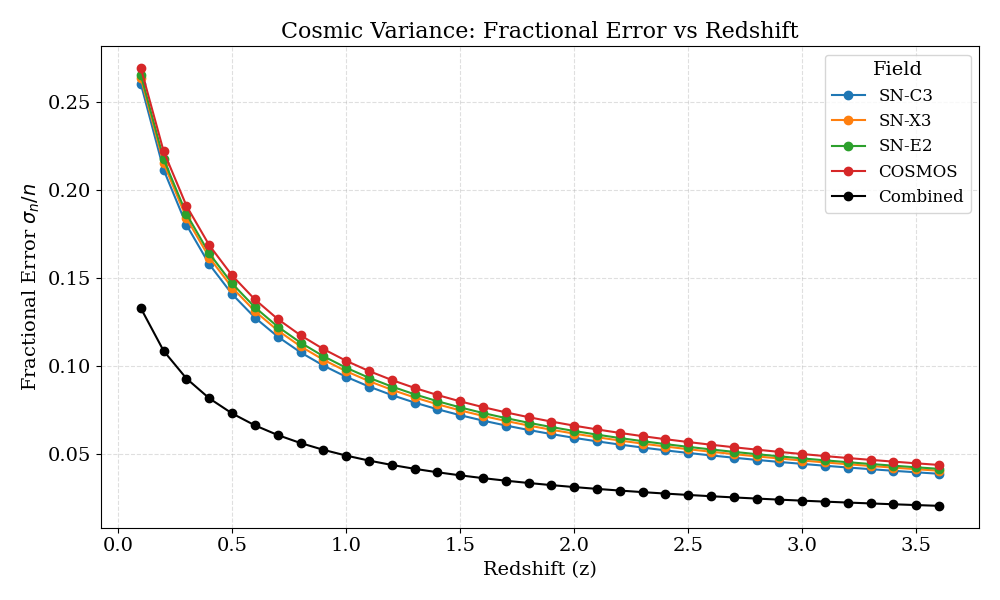 Cosmic Variance: Fractional Error vs Redshift
Fractional Error σn/n
0.25
0.20
0.15
0.10
0.05
0.0 0.5 1.0 1.5 2.0 2.5 3.0 3.5
Redshift (z)
Field
SN-C3
SN-X3
SN-E2
COSMOS
Combined